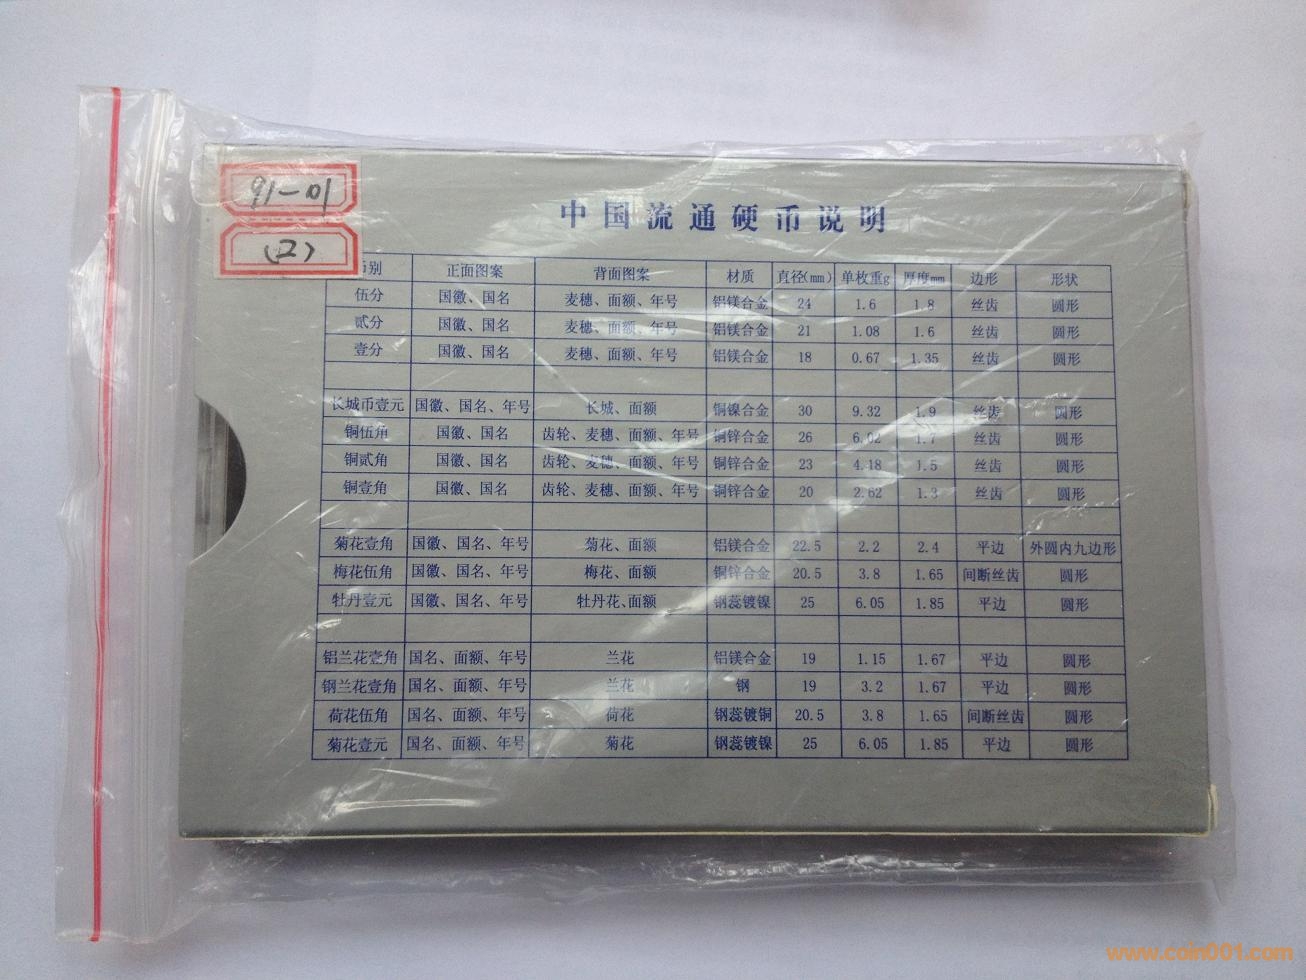 91-01
(2)
中国流通硬币说明
币别 正面图案 背面图案 材质 直径(mm) 单枚重g 厚度mm 边形 形状
伍分 国徽、国名 麦穗、面额、年号 铝镁合金 24 1.6 1.8 丝齿 圆形
贰分 国徽、国名 麦穗、面额、年号 铝镁合金 21 1.08 1.6 丝齿 圆形
壹分 国徽、国名 麦穗、面额、年号 铝镁合金 18 0.67 1.35 丝齿 圆形
长城币壹元 国徽、国名、年号 长城、面额 铜镍合金 30 9.32 1.9 丝齿 圆形
铜伍角 国徽、国名 齿轮、麦穗、面额、年号 铜锌合金 26 6.02 1.7 丝齿 圆形
铜贰角 国徽、国名 齿轮、麦穗、面额、年号 铜锌合金 23 4.18 1.5 丝齿 圆形
铜壹角 国徽、国名 齿轮、麦穗、面额、年号 铜锌合金 20 2.62 1.3 丝齿 圆形
菊花壹角 国徽、国名、年号 菊花、面额 铝镁合金 22.5 2.2 2.4 平边 外圆内九边形
梅花伍角 国徽、国名、年号 梅花、面额 铜锌合金 20.5 3.8 1.65 间断丝齿 圆形
牡丹壹元 国徽、国名、年号 牡丹花、面额 钢蕊镀镍 25 6.05 1.85 平边 圆形
铝兰花壹角 国名、面额、年号 兰花 铝镁合金 19 1.15 1.67 平边 圆形
钢兰花壹角 国名、面额、年号 兰花 钢 19 3.2 1.67 平边 圆形
荷花伍角 国名、面额、年号 荷花 钢蕊镀铜 20.5 3.8 1.65 间断丝齿 圆形
菊花壹元 国名、面额、年号 菊花 钢蕊镀镍 25 6.05 1.85 平边 圆形
www.coin001.com